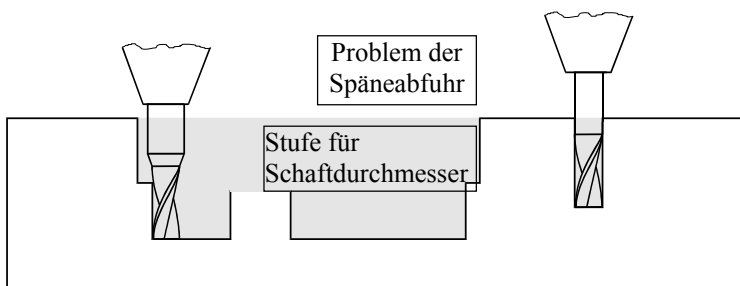 Problem der
Späneabfuhr
Stufe für
Schaftdurchmesser